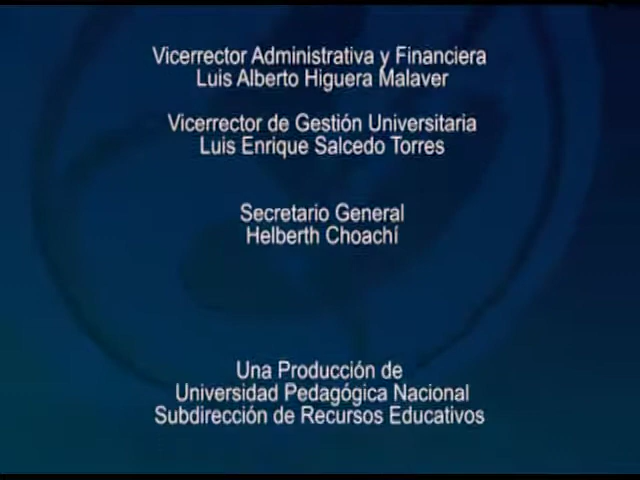 Vicerrector Administrativa y Financiera
Luis Alberto Higuera Malaver
Vicerrector de Gestión Universitaria
Luis Enrique Salcedo Torres
Secretario General
Helberth Choachí
Una Producción de
Universidad Pedagógica Nacional
Subdirección de Recursos Educativos